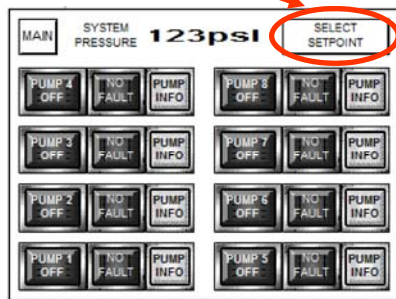 MAIN
SYSTEM
PRESSURE
123psi
SELECT
SETPOINT
PUMP 4
OFF
NO
FAULT
PUMP
INFO
PUMP 8
OFF
NO
FAULT
PUMP
INFO
PUMP 3
OFF
NO
FAULT
PUMP
INFO
PUMP 7
OFF
NO
FAULT
PUMP
INFO
PUMP 2
OFF
NO
FAULT
PUMP
INFO
PUMP 6
OFF
NO
FAULT
PUMP
INFO
PUMP 1
OFF
NO
FAULT
PUMP
INFO
PUMP 5
OFF
NO
FAULT
PUMP
INFO